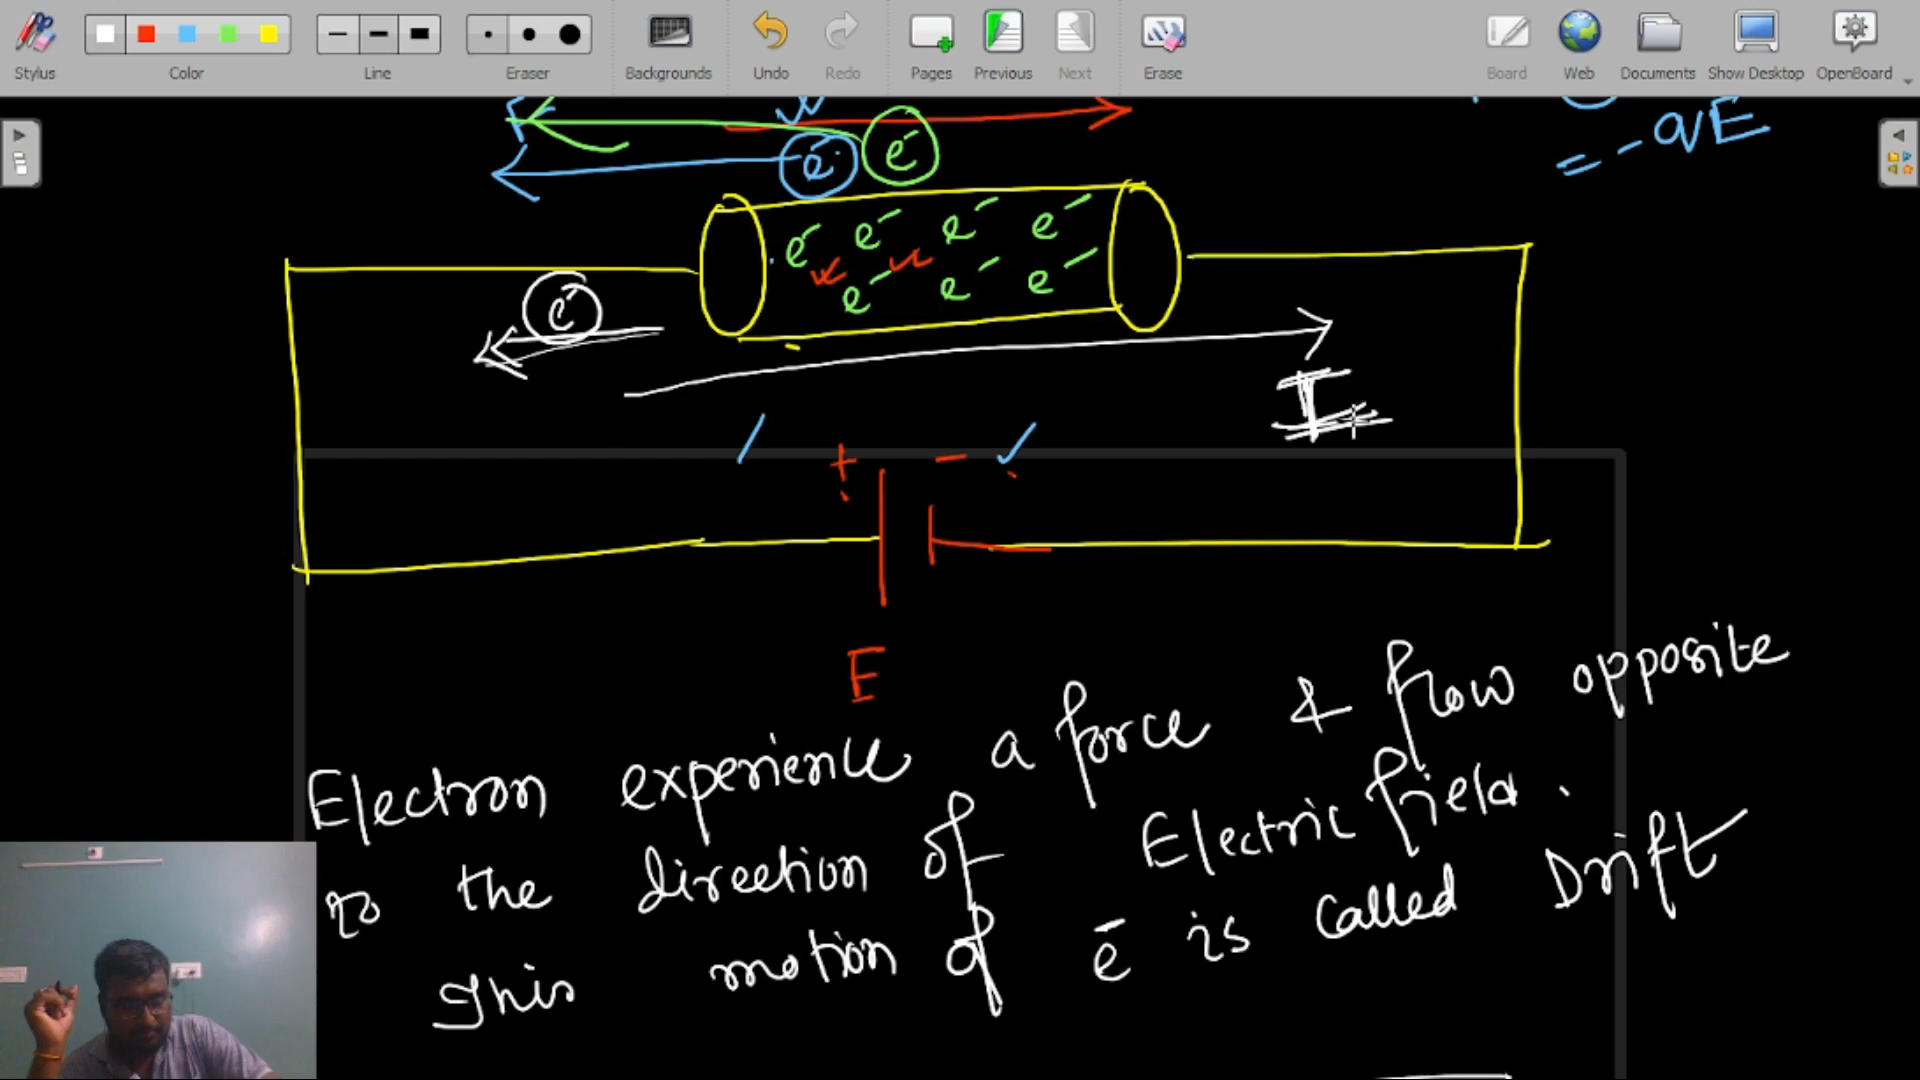 Stylus
Color
Line
Eraser
Backgrounds
Undo
Redo
Pages
Previous
Next
Erase
Board
Web
Documents
Show Desktop
OpenBoard
= - qE
e-
e-
e- e- e- e-
e- e- e-
e-
I
+ -
E
Electron experience a force & flow opposite
to the direction of Electric field.
This motion of e- is called Drift